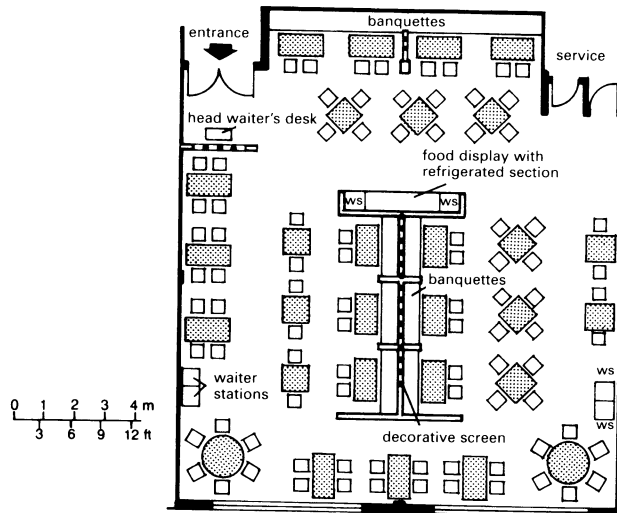 banquettes
entrance
service
head waiter's desk
food display with
refrigerated section
ws
ws
banquettes
waiter
stations
ws
ws
0 1 2 3 4 m
3 6 9 12 ft
decorative screen